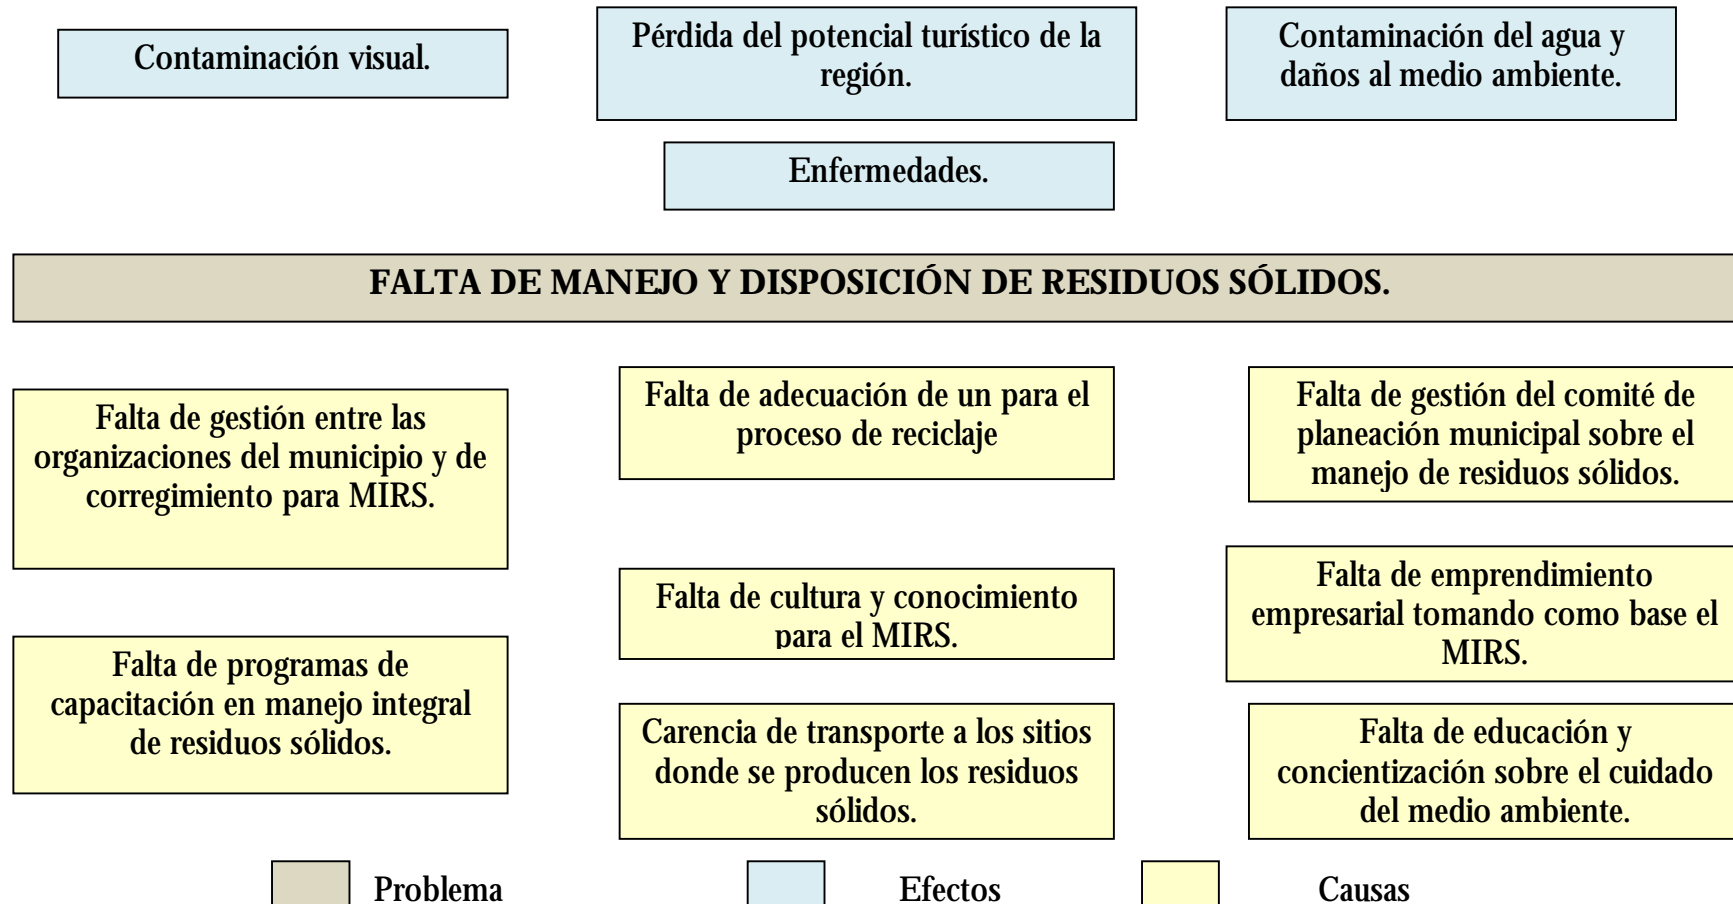 Contaminación visual.
Pérdida del potencial turístico de la
región.
Contaminación del agua y
daños al medio ambiente.
Enfermedades.
FALTA DE MANEJO Y DISPOSICIÓN DE RESIDUOS SÓLIDOS.
Falta de gestión entre las
organizaciones del municipio y de
corregimiento para MIRS.
Falta de adecuación de un para el
proceso de reciclaje
Falta de gestión del comité de
planeación municipal sobre el
manejo de residuos sólidos.
Falta de programas de
capacitación en manejo integral
de residuos sólidos.
Falta de cultura y conocimiento
para el MIRS.
Falta de emprendimiento
empresarial tomando como base el
MIRS.
Carencia de transporte a los sitios
donde se producen los residuos
sólidos.
Falta de educación y
concientización sobre el cuidado
del medio ambiente.
Problema
Efectos
Causas